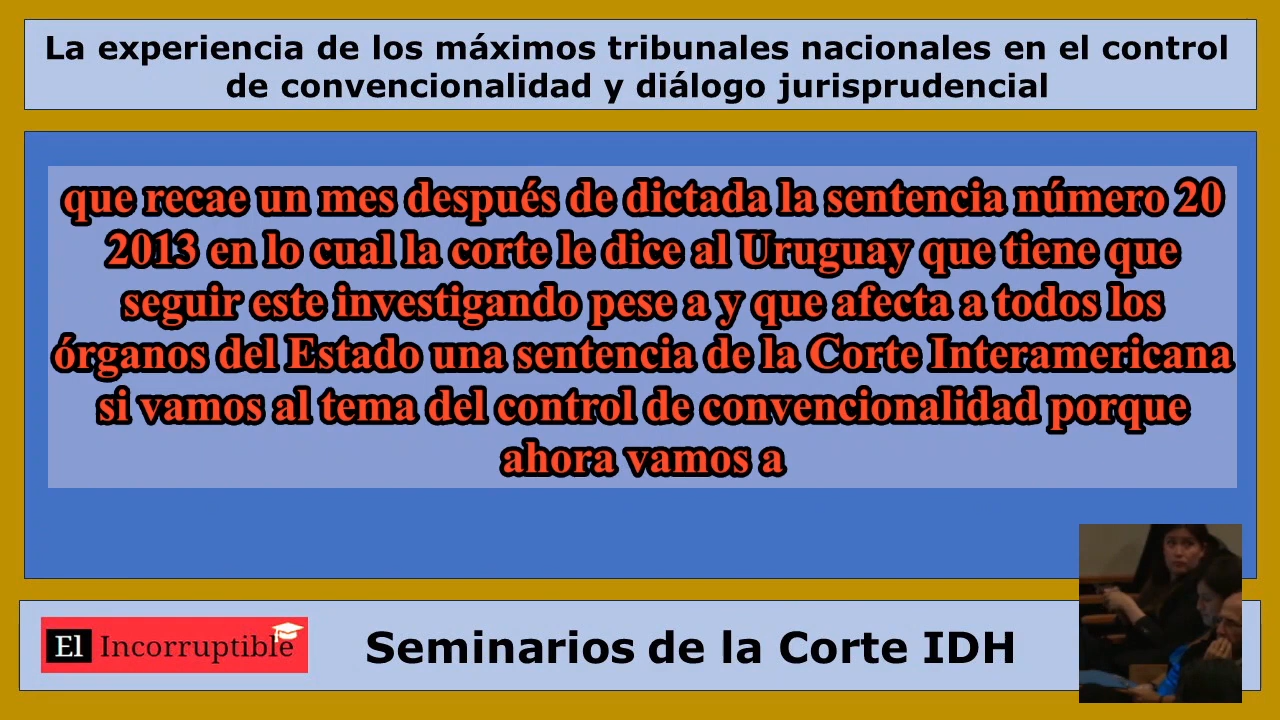 La experiencia de los máximos tribunales nacionales en el control
de convencionalidad y diálogo jurisprudencial
que recae un mes después de dictada la sentencia número 20
2013 en lo cual la corte le dice al Uruguay que tiene que
seguir este investigando pese a y que afecta a todos los
órganos del Estado una sentencia de la Corte Interamericana
si vamos al tema del control de convencionalidad porque
ahora vamos a
El Incorruptible
Seminarios de la Corte IDH